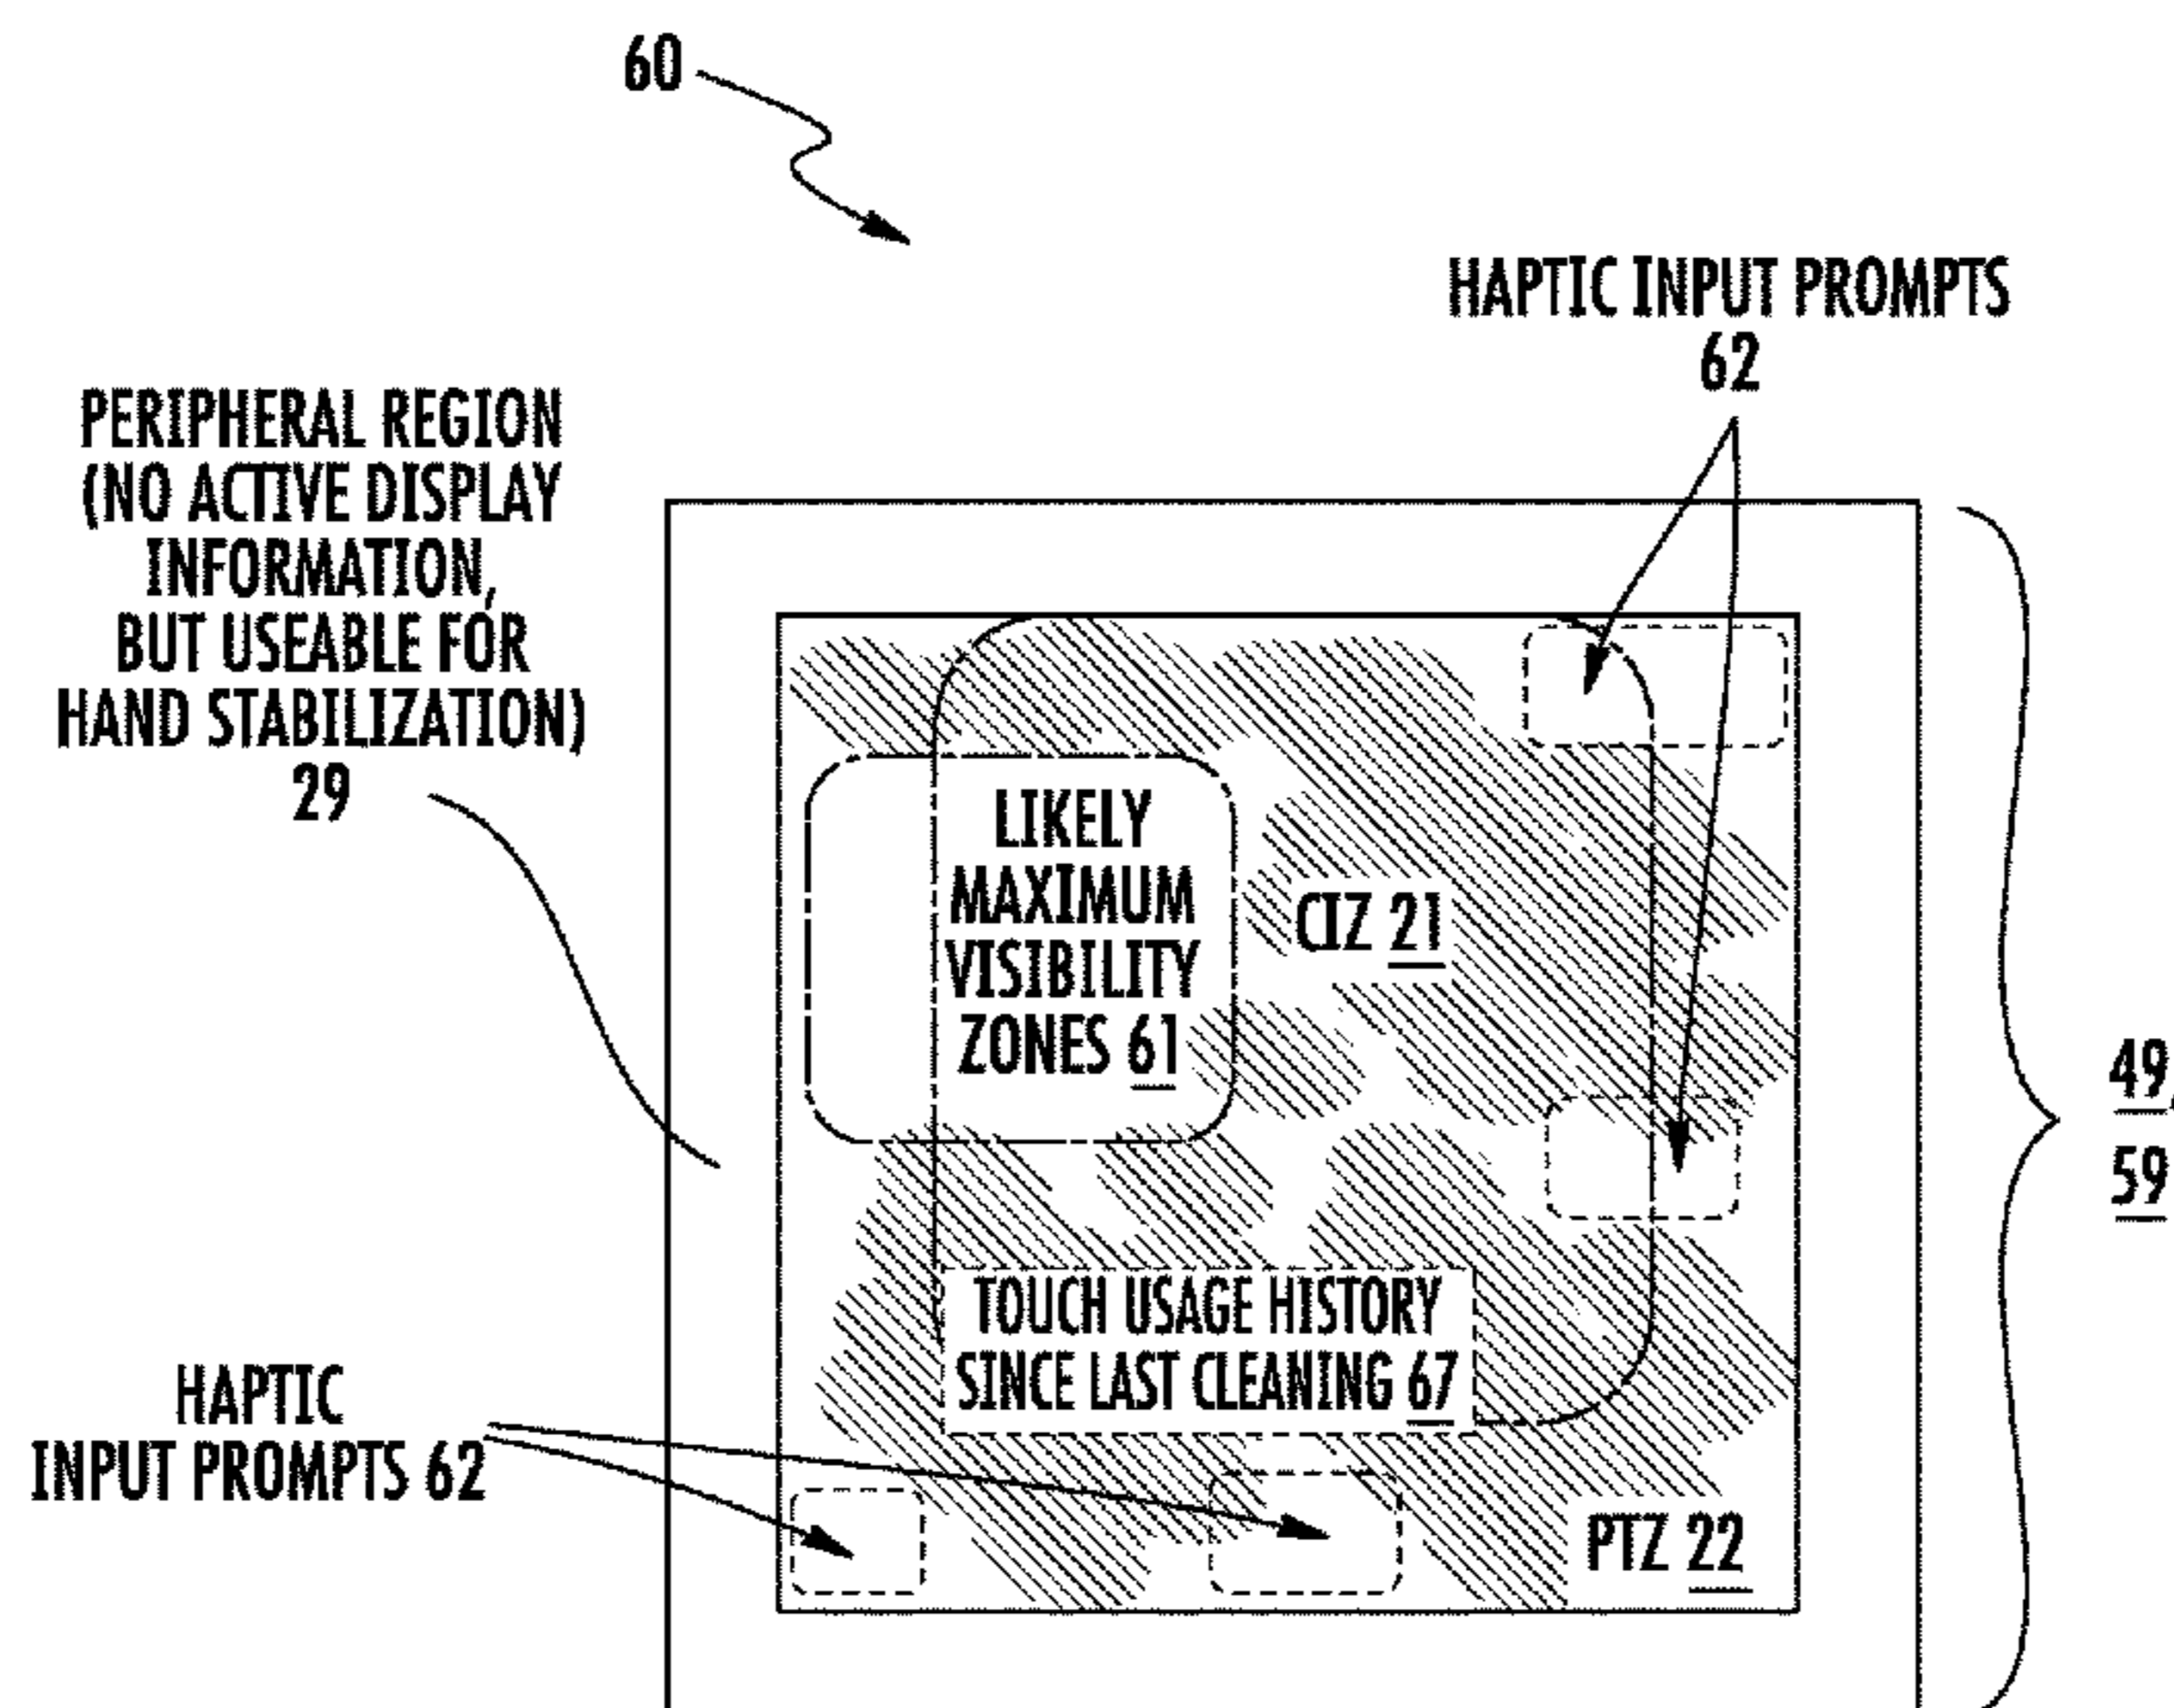 60
HAPTIC INPUT PROMPTS
62
PERIPHERAL REGION
(NO ACTIVE DISPLAY
INFORMATION,
BUT USEABLE FOR
HAND STABILIZATION)
29
LIKELY
MAXIMUM
VISIBILITY
ZONES 61
CIZ 21
49,
59
TOUCH USAGE HISTORY
SINCE LAST CLEANING 67
HAPTIC
INPUT PROMPTS 62
PTZ 22